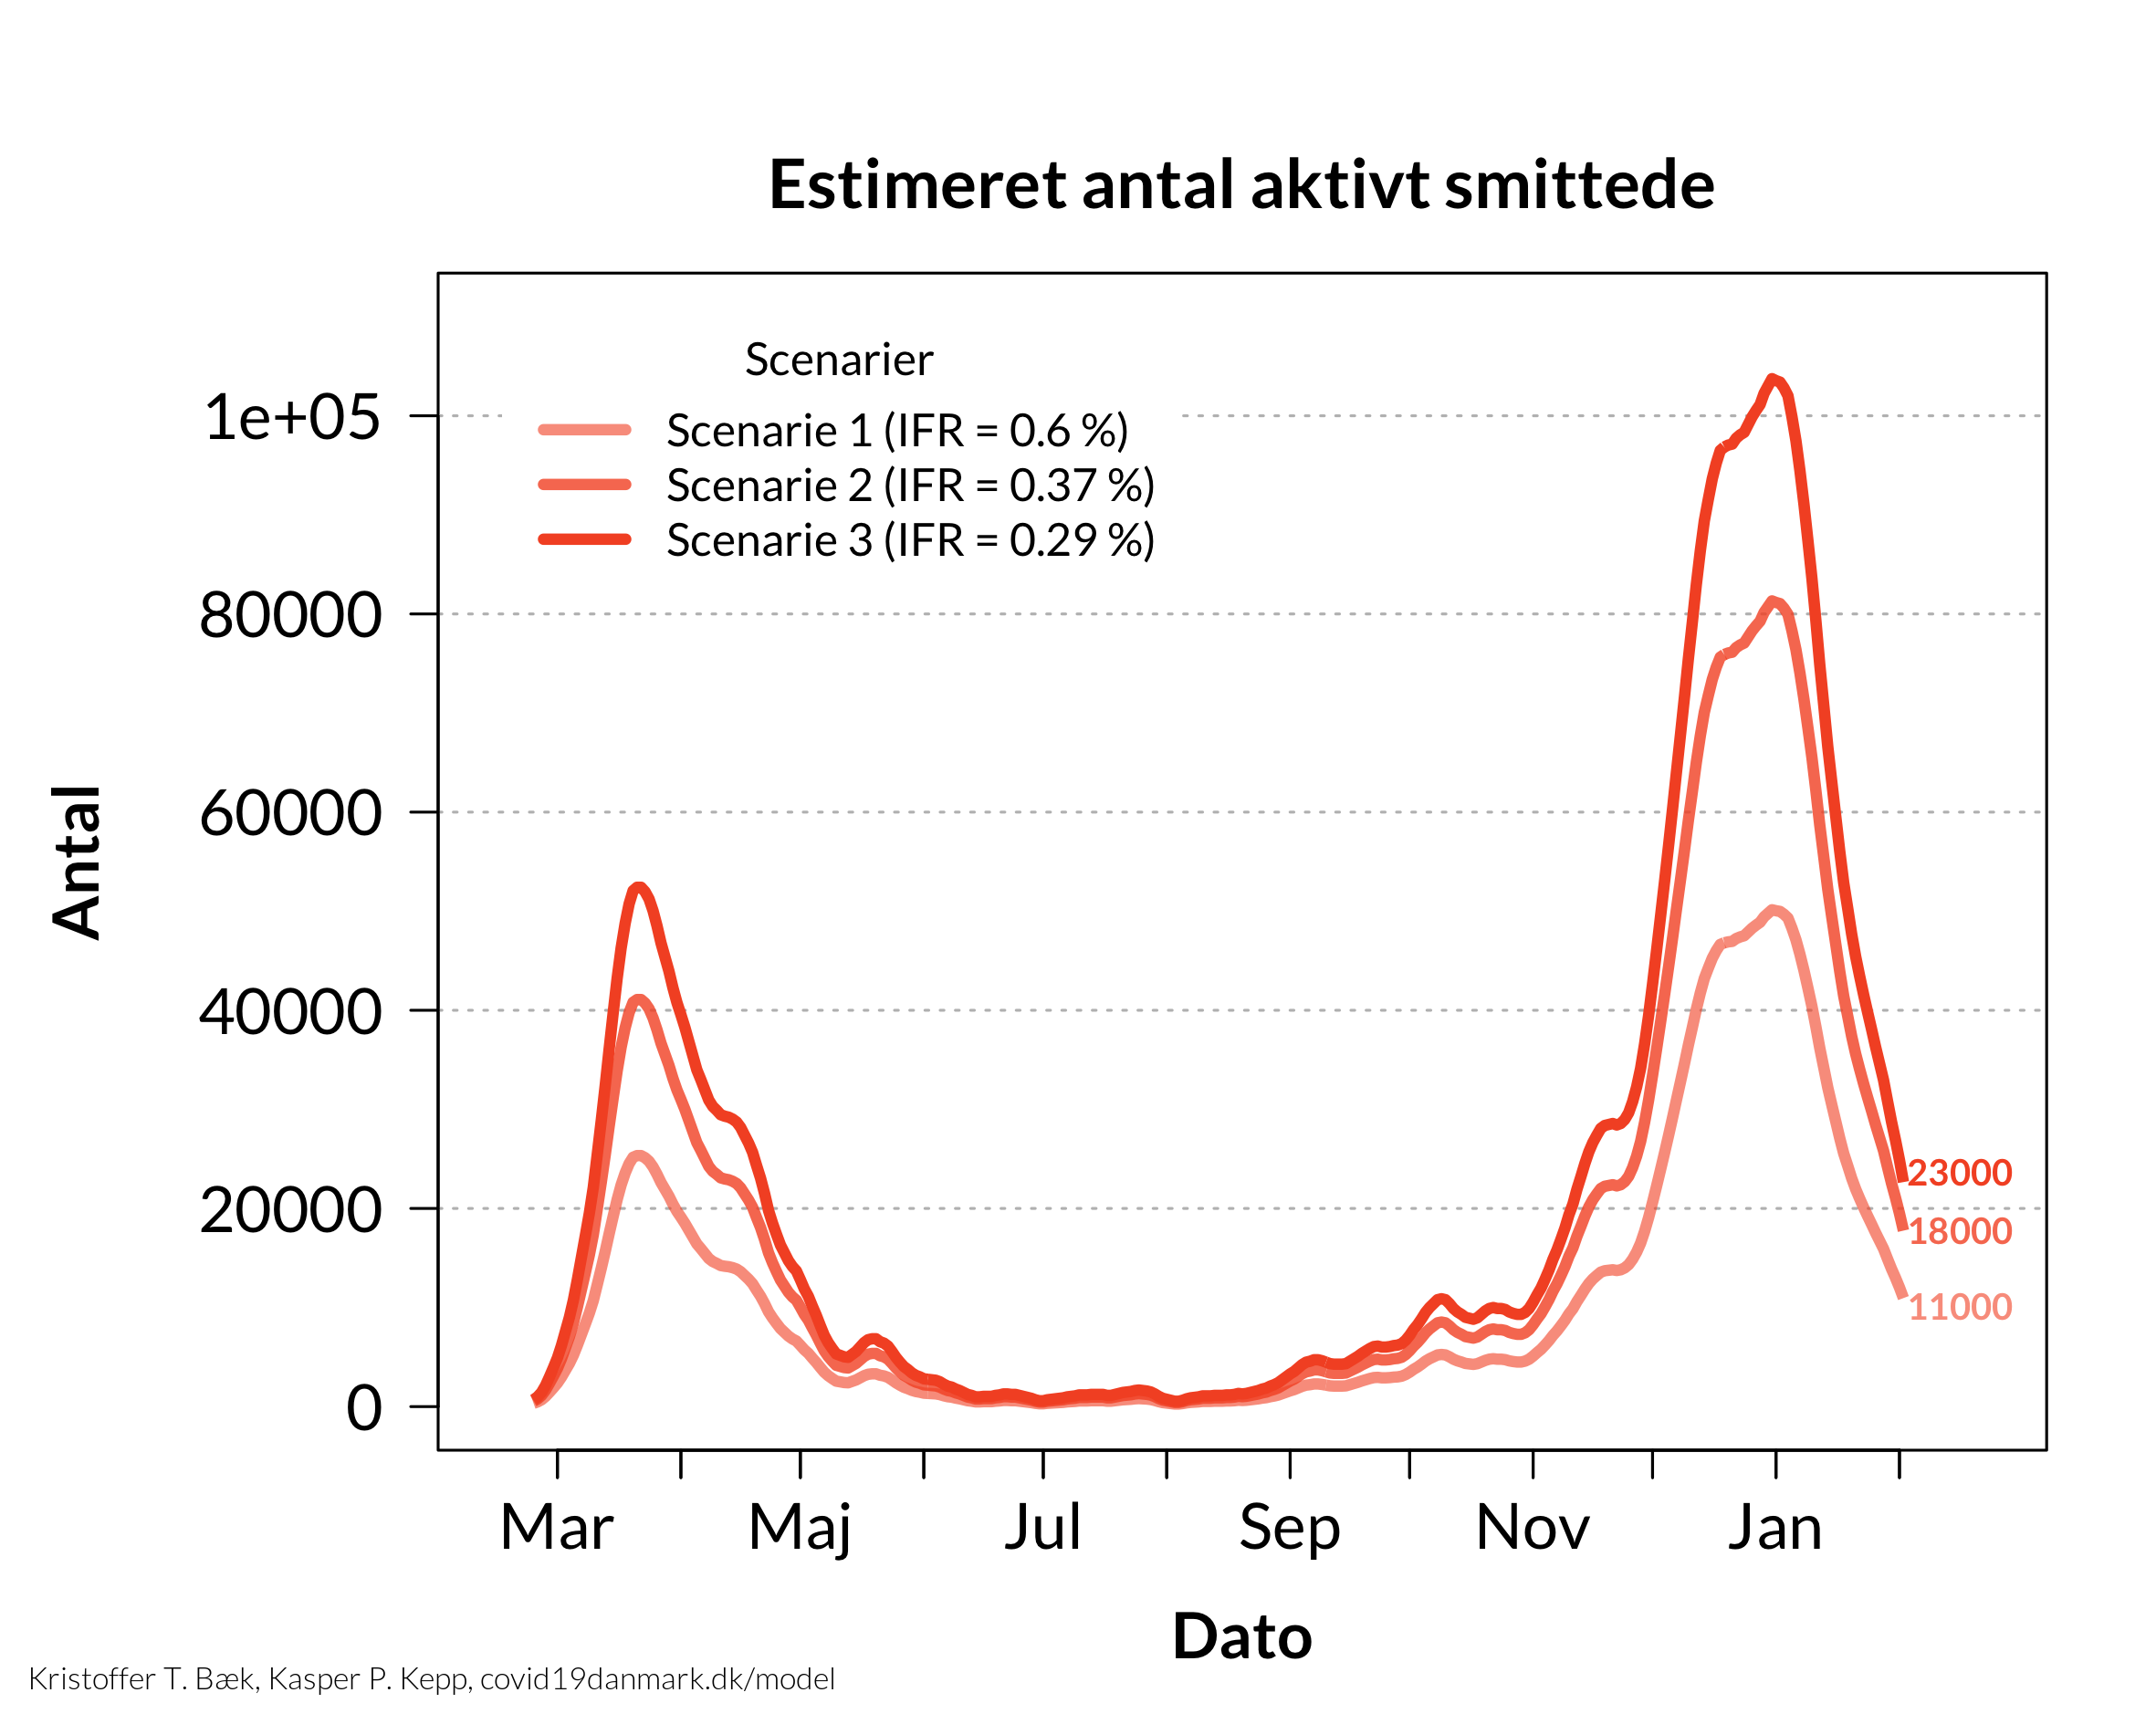 Estimeret antal aktivt smittede
Scenarier
Scenarie 1 (IFR = 0.6 %)
Scenarie 2 (IFR = 0.37 %)
Scenarie 3 (IFR = 0.29 %)
Antal
1e+05
80000
60000
40000
20000
0
23000
18000
11000
Mar Maj Jul Sep Nov Jan
Dato
Kristoffer T. Bæk, Kasper P. Kepp, covid19danmark.dk/model